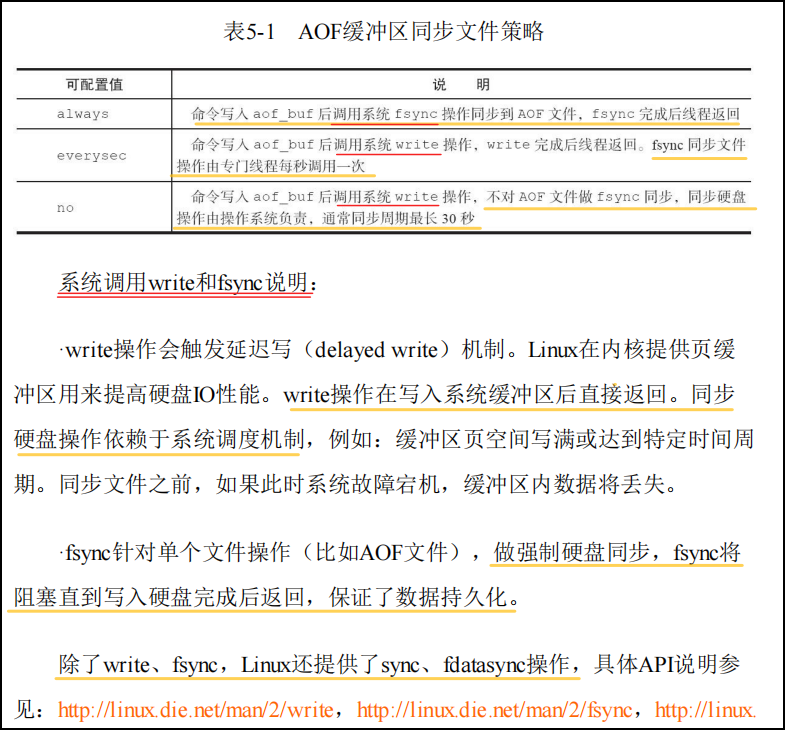 表5-1 AOF缓冲区同步文件策略
可配置值 说 明
always 命令写入 aof_buf 后调用系统 fsync 操作同步到 AOF 文件，fsync 完成后线程返回
everysec 命令写入 aof_buf 后调用系统 write 操作，write 完成后线程返回。fsync 同步文件
操作由专门线程每秒调用一次
no 命令写入 aof_buf 后调用系统 write 操作，不对 AOF 文件做 fsync 同步，同步硬盘
操作由操作系统负责，通常同步周期最长 30 秒
系统调用write和fsync说明：
·write操作会触发延迟写（delayed write）机制。Linux在内核提供页缓
冲区用来提高硬盘IO性能。write操作在写入系统缓冲区后直接返回。同步
硬盘操作依赖于系统调度机制，例如：缓冲区页空间写满或达到特定时间周
期。同步文件之前，如果此时系统故障宕机，缓冲区内数据将丢失。
·fsync针对单个文件操作（比如AOF文件），做强制硬盘同步，fsync将
阻塞直到写入硬盘完成后返回，保证了数据持久化。
除了write、fsync，Linux还提供了sync、fdatasync操作，具体API说明参
见：http://linux.die.net/man/2/write，http://linux.die.net/man/2/fsync，http://linux.